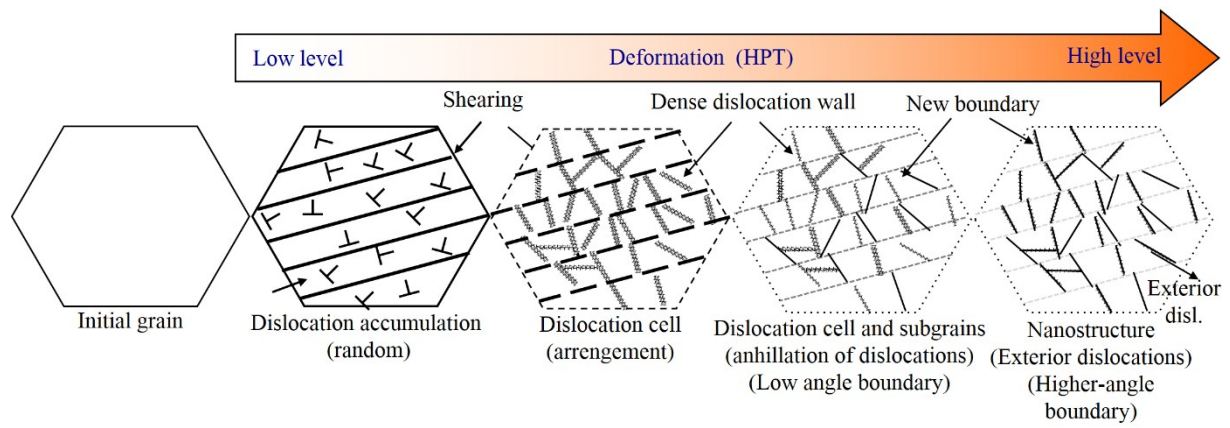 Low level
Deformation (HPT)
High level
Shearing
Dense dislocation wall
New boundary
Initial grain
Dislocation accumulation
(random)
Dislocation cell
(arrengement)
Dislocation cell and subgrains
(anhillation of dislocations)
(Low angle boundary)
Exterior
disl.
Nanostructure
(Exterior dislocations)
(Higher-angle
boundary)